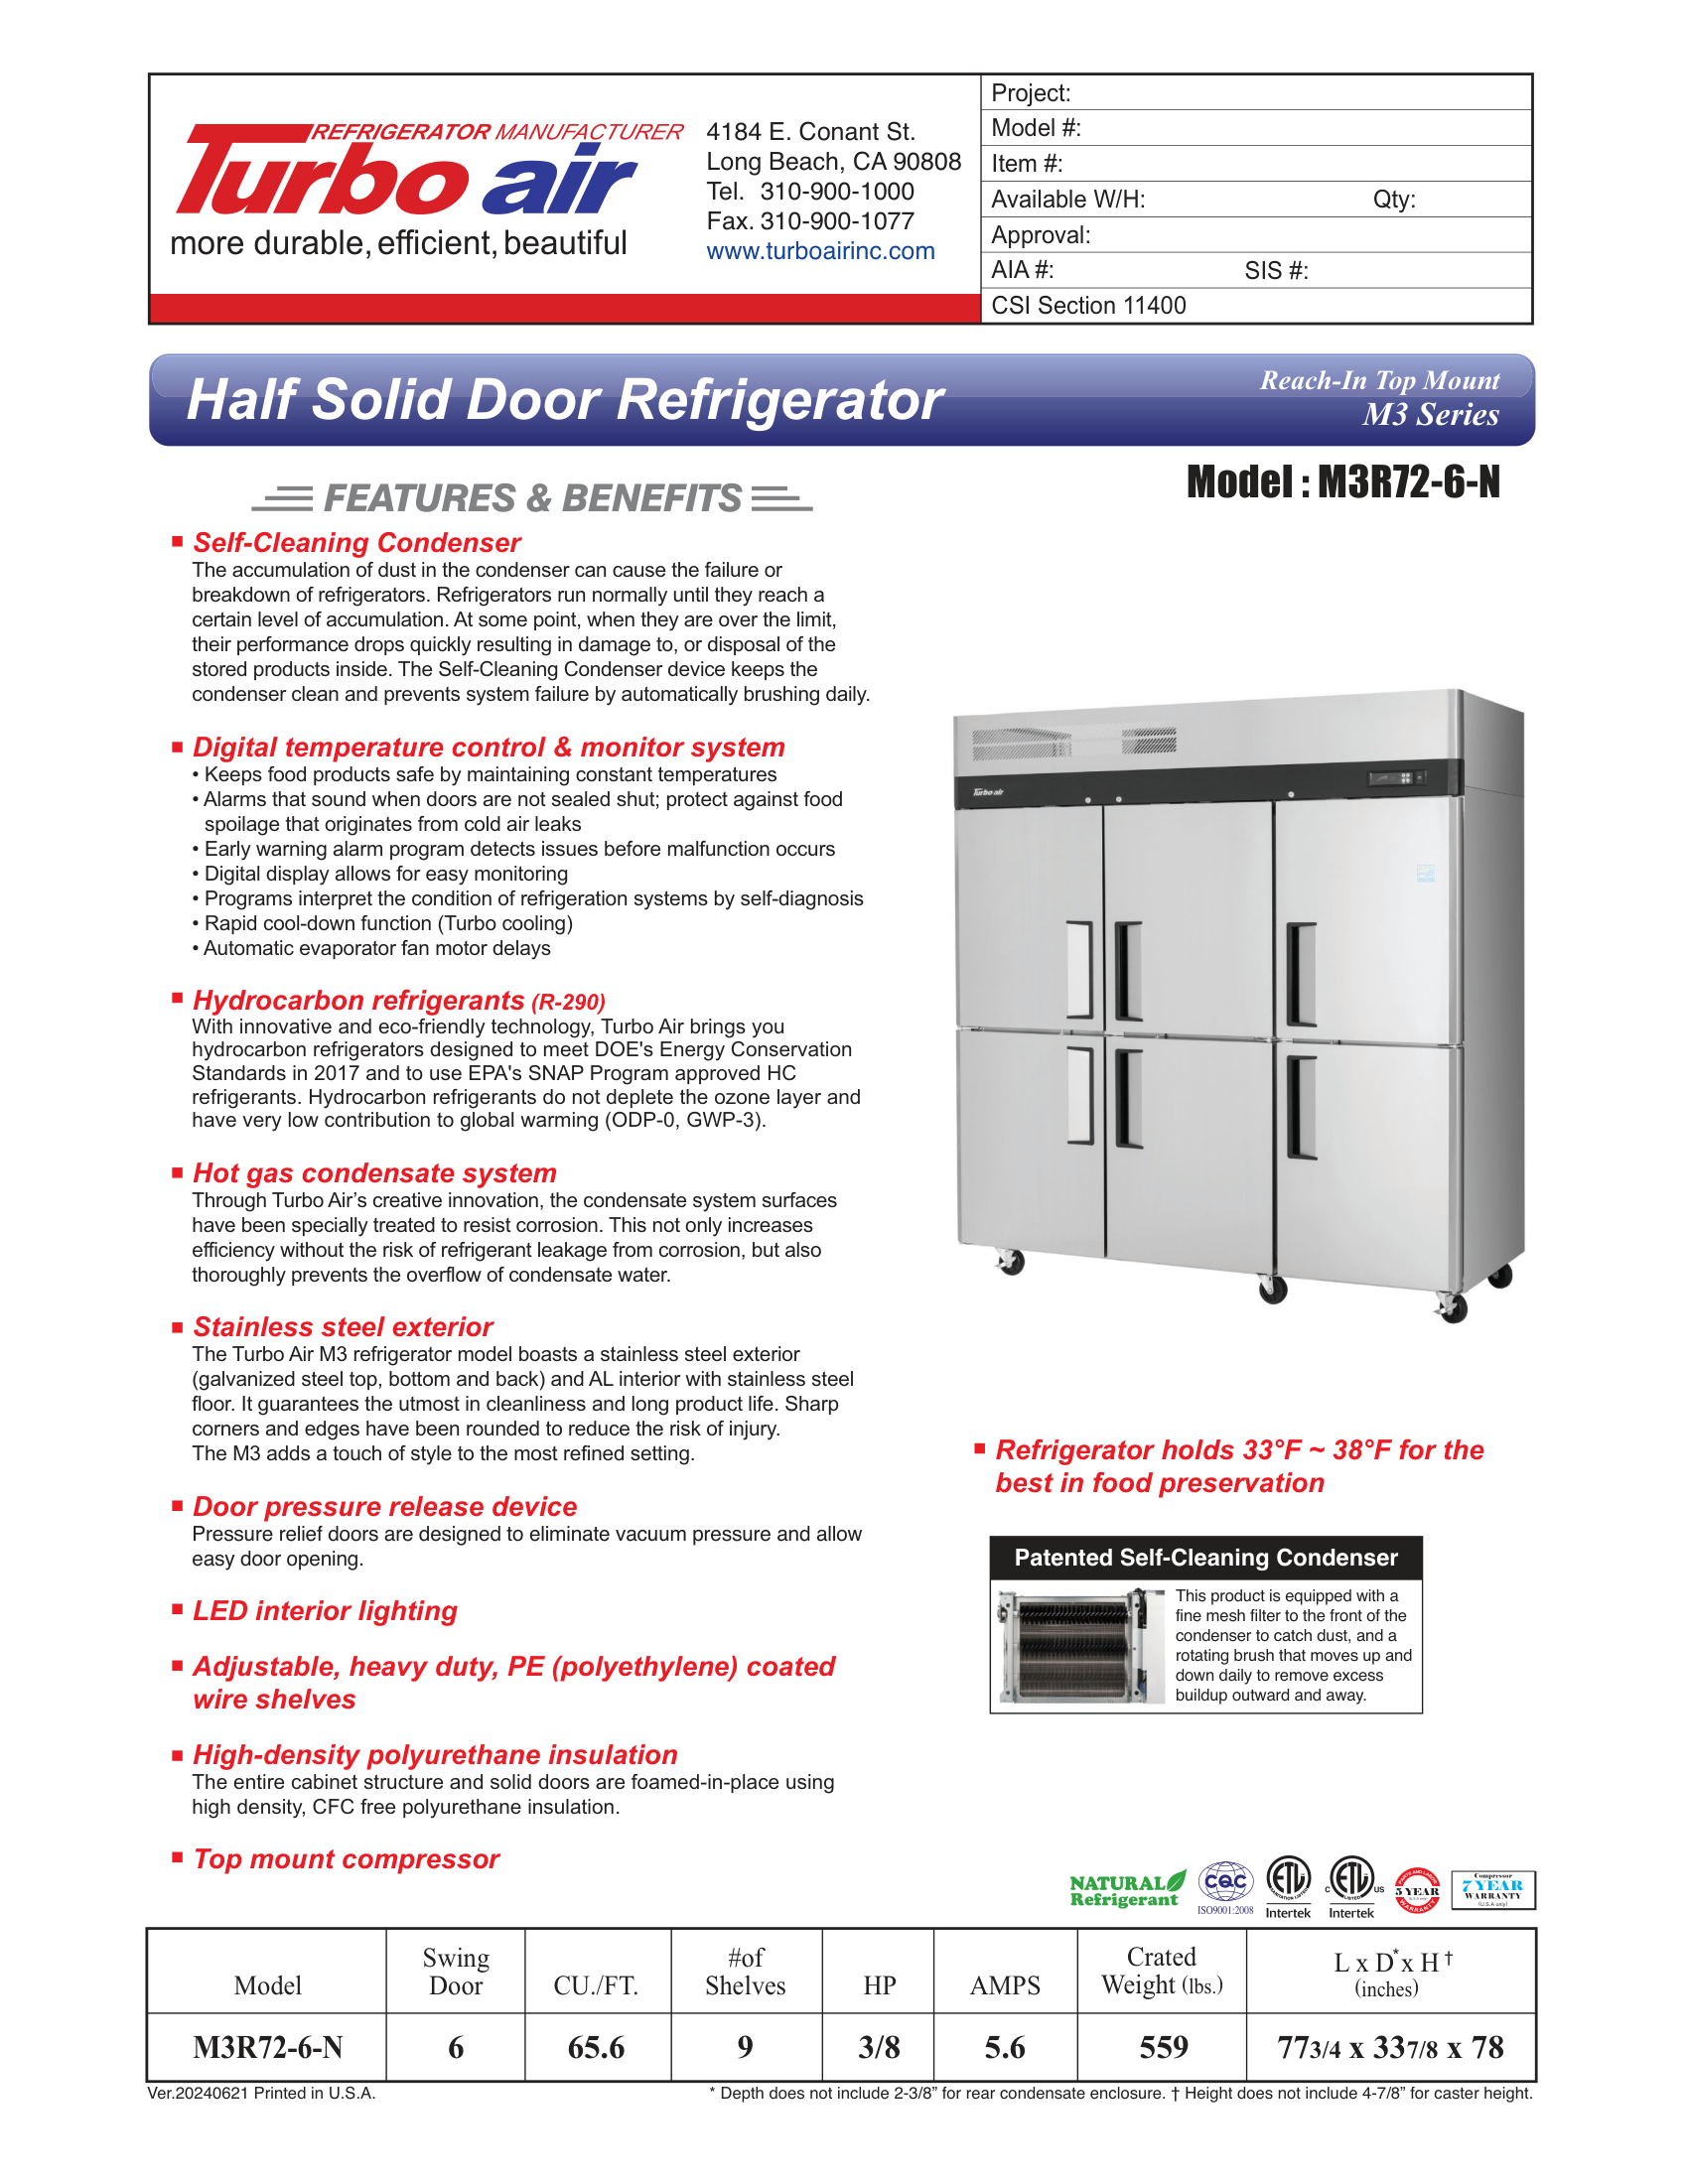 REFRIGERATOR MANUFACTURER
Turbo air
more durable, efficient, beautiful
4184 E. Conant St.
Long Beach, CA 90808
Tel. 310-900-1000
Fax. 310-900-1077
www.turboairinc.com
Project:
Model #:
Item #:
Available W/H: Qty:
Approval:
AIA #: SIS #:
CSI Section 11400
Half Solid Door Refrigerator
Reach-In Top Mount
M3 Series
Model : M3R72-6-N
FEATURES & BENEFITS
Self-Cleaning Condenser
The accumulation of dust in the condenser can cause the failure or
breakdown of refrigerators. Refrigerators run normally until they reach a
certain level of accumulation. At some point, when they are over the limit,
their performance drops quickly resulting in damage to, or disposal of the
stored products inside. The Self-Cleaning Condenser device keeps the
condenser clean and prevents system failure by automatically brushing daily.
Digital temperature control & monitor system
• Keeps food products safe by maintaining constant temperatures
• Alarms that sound when doors are not sealed shut; protect against food
spoilage that originates from cold air leaks
• Early warning alarm program detects issues before malfunction occurs
• Digital display allows for easy monitoring
• Programs interpret the condition of refrigeration systems by self-diagnosis
• Rapid cool-down function (Turbo cooling)
• Automatic evaporator fan motor delays
Hydrocarbon refrigerants (R-290)
With innovative and eco-friendly technology, Turbo Air brings you
hydrocarbon refrigerators designed to meet DOE's Energy Conservation
Standards in 2017 and to use EPA's SNAP Program approved HC
refrigerants. Hydrocarbon refrigerants do not deplete the ozone layer and
have very low contribution to global warming (ODP-0, GWP-3).
Hot gas condensate system
Through Turbo Air's creative innovation, the condensate system surfaces
have been specially treated to resist corrosion. This not only increases
efficiency without the risk of refrigerant leakage from corrosion, but also
thoroughly prevents the overflow of condensate water.
Stainless steel exterior
The Turbo Air M3 refrigerator model boasts a stainless steel exterior
(galvanized steel top, bottom and back) and AL interior with stainless steel
floor. It guarantees the utmost in cleanliness and long product life. Sharp
corners and edges have been rounded to reduce the risk of injury.
The M3 adds a touch of style to the most refined setting.
Door pressure release device
Pressure relief doors are designed to eliminate vacuum pressure and allow
easy door opening.
LED interior lighting
Adjustable, heavy duty, PE (polyethylene) coated
wire shelves
High-density polyurethane insulation
The entire cabinet structure and solid doors are foamed-in-place using
high density, CFC free polyurethane insulation.
Top mount compressor
Turbo air
Refrigerator holds 33°F ~ 38°F for the
best in food preservation
Patented Self-Cleaning Condenser
This product is equipped with a
fine mesh filter to the front of the
condenser to catch dust, and a
rotating brush that moves up and
down daily to remove excess
buildup outward and away.
NATURAL
Refrigerant
CQC
ISO9001:2008
ETL
SANITATION LISTED
Intertek
C ETL US
LISTED
Intertek
PARTS AND LABOR
5 YEAR
WARRANTY
Compressor
7 YEAR
WARRANTY
(U.S.A only)
Model
Swing Door
CU./FT.
#of Shelves
HP
AMPS
Crated Weight (lbs.)
L x D* x H † (inches)
M3R72-6-N 6 65.6 9 3/8 5.6 559 773/4 x 337/8 x 78
Ver.20240621 Printed in U.S.A.
* Depth does not include 2-3/8” for rear condensate enclosure. † Height does not include 4-7/8” for caster height.